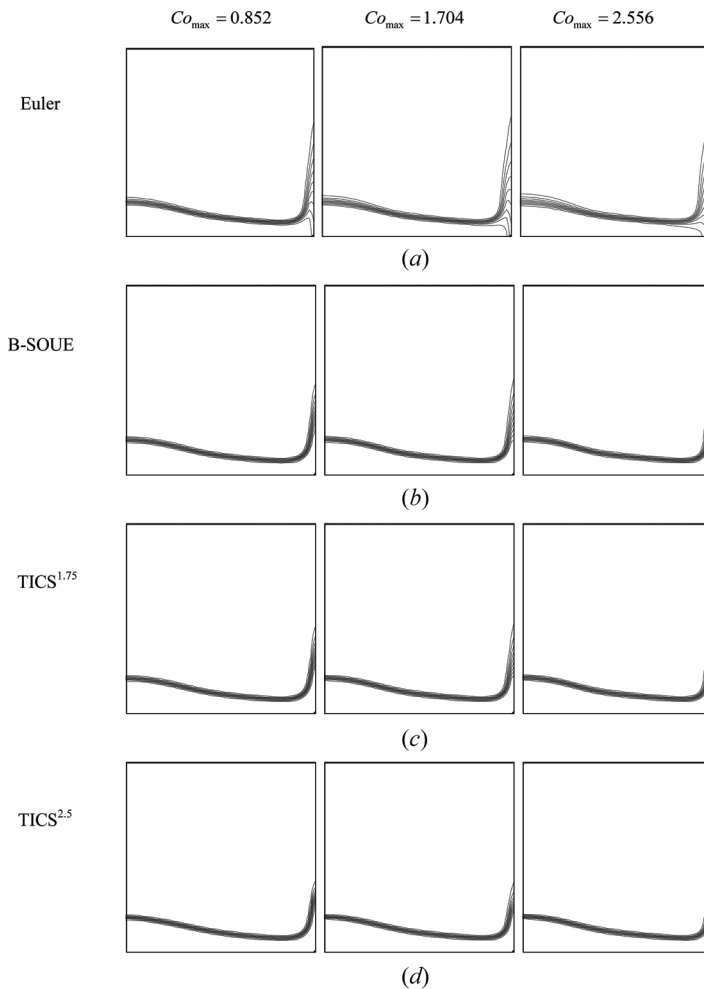 Co_max = 0.852 Co_max = 1.704 Co_max = 2.556
Euler
(a)
B-SOUE
(b)
TICS^1.75
(c)
TICS^2.5
(d)